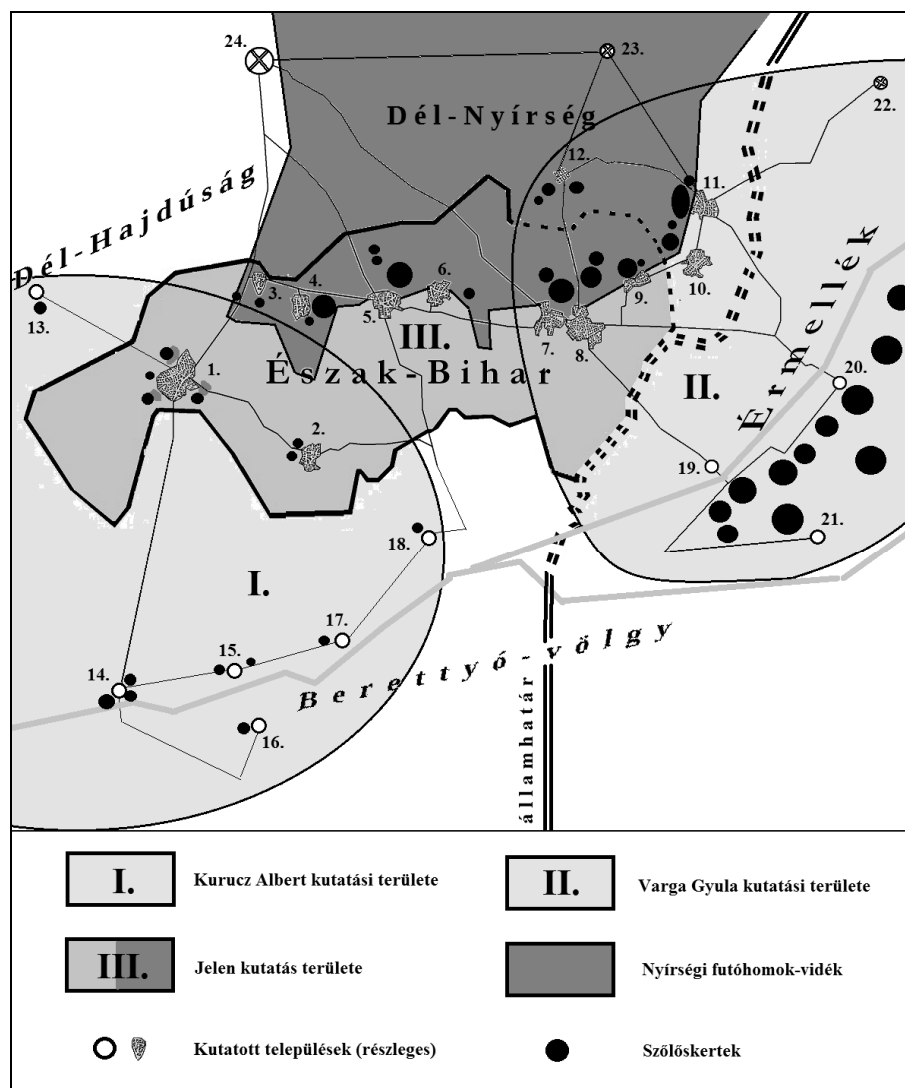 24.
23.
Dél-Nyírség
22.
12.
11.
Dél-Hajdúság
Érmellék
3.
4.
6.
5.
9.
10.
13.
III.
7.
8.
1.
Észak-Bihar
II.
20.
2.
19.
21.
18.
I.
17.
15.
14.
16.
Berettyó-völgy
államhatár
I.
Kurucz Albert kutatási területe
II.
Varga Gyula kutatási területe
III.
Jelen kutatás területe
Nyírségi futóhomok-vidék
Kutatott települések (részleges)
Szőlőskertek